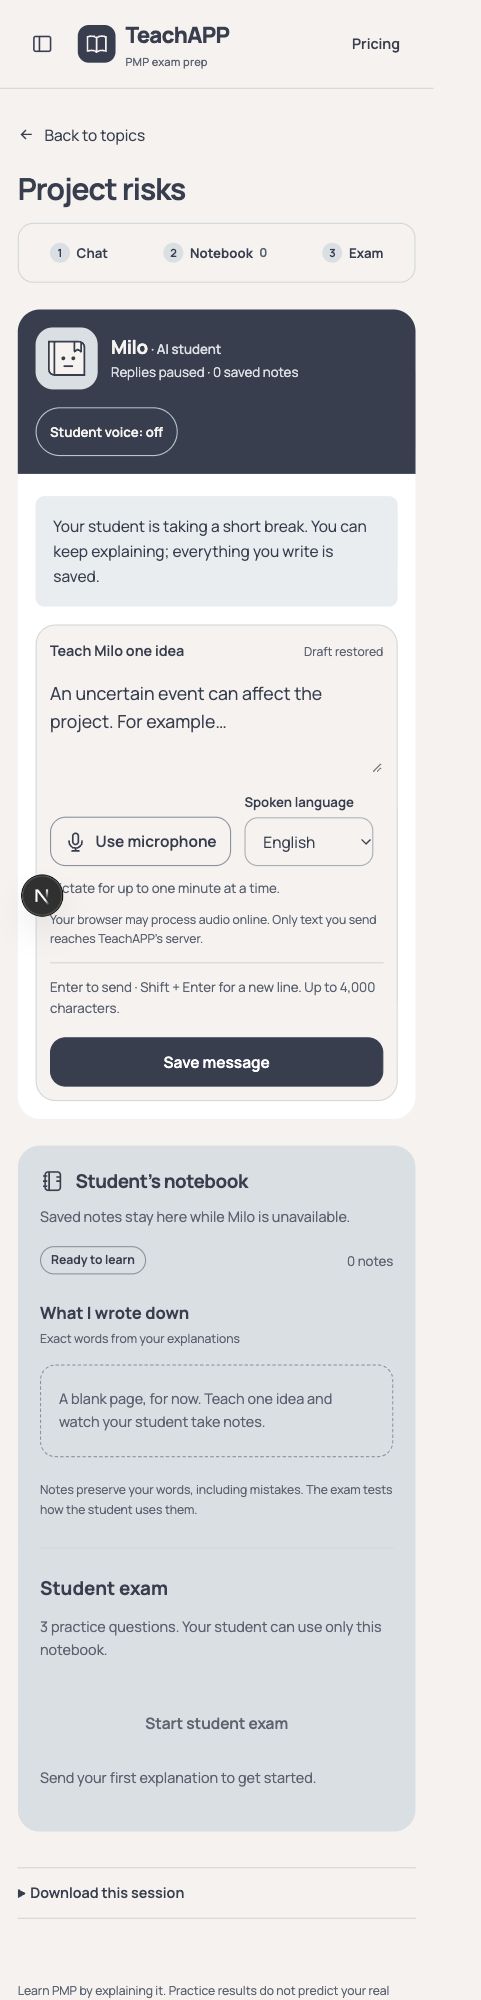 TeachAPP
PMP exam prep
Pricing
← Back to topics
Project risks
1 Chat
2 Notebook 0
3 Exam
Milo · AI student
Replies paused · 0 saved notes
Student voice: off
Your student is taking a short break. You can
keep explaining; everything you write is
saved.
Teach Milo one idea
Draft restored
An uncertain event can affect the
project. For example…
Spoken language
Use microphone
English
N
ctate for up to one minute at a time.
Your browser may process audio online. Only text you send
reaches TeachAPP's server.
Enter to send · Shift + Enter for a new line. Up to 4,000
characters.
Save message
Student's notebook
Saved notes stay here while Milo is unavailable.
Ready to learn
0 notes
What I wrote down
Exact words from your explanations
A blank page, for now. Teach one idea and
watch your student take notes.
Notes preserve your words, including mistakes. The exam tests
how the student uses them.
Student exam
3 practice questions. Your student can use only this
notebook.
Start student exam
Send your first explanation to get started.
▶ Download this session
Learn PMP by explaining it. Practice results do not predict your real